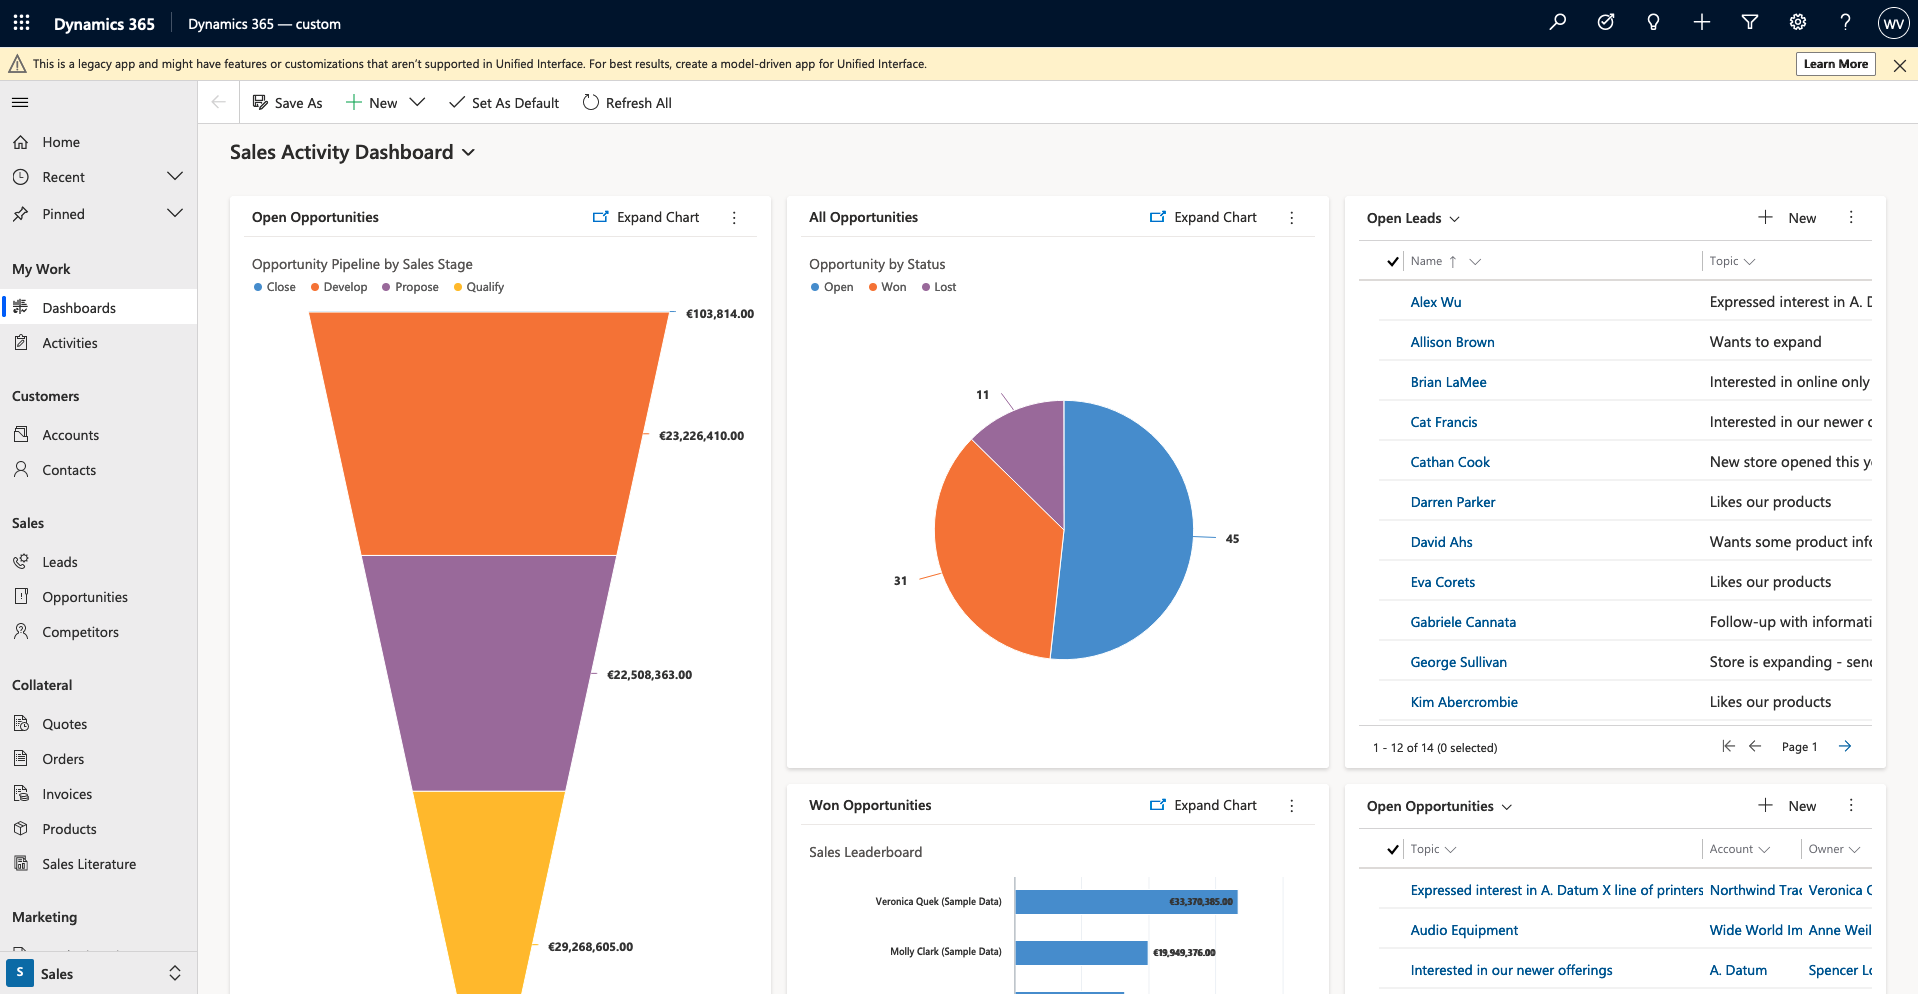 Dynamics 365 Dynamics 365 — custom WV
This is a legacy app and might have features or customizations that aren't supported in Unified Interface. For best results, create a model-driven app for Unified Interface. Learn More
Save As New Set As Default Refresh All
Home
Recent
Pinned
My Work
Dashboards
Activities
Customers
Accounts
Contacts
Sales
Leads
Opportunities
Competitors
Collateral
Quotes
Orders
Invoices
Products
Sales Literature
Marketing
S Sales
Sales Activity Dashboard
Open Opportunities Expand Chart
Opportunity Pipeline by Sales Stage
Close Develop Propose Qualify
€103,814.00
€23,226,410.00
€22,508,363.00
€29,268,605.00
All Opportunities Expand Chart
Opportunity by Status
Open Won Lost
11
45
31
Won Opportunities Expand Chart
Sales Leaderboard
Veronica Quek (Sample Data) €33,370,385.00
Molly Clark (Sample Data) €19,949,376.00
Open Leads New
Name Topic
Alex Wu Expressed interest in A.
Allison Brown Wants to expand
Brian LaMee Interested in online only
Cat Francis Interested in our newer
Cathan Cook New store opened this
Darren Parker Likes our products
David Ahs Wants some product
Eva Corets Likes our products
Gabriele Cannata Follow-up with
George Sullivan Store is expanding -
Kim Abercrombie Likes our products
1 - 12 of 14 (0 selected) Page 1
Open Opportunities New
Topic Account Owner
Expressed interest in A. Datum X line of printers Northwind Veronica
Audio Equipment Wide World Anne
Interested in our newer offerings A. Datum Spencer